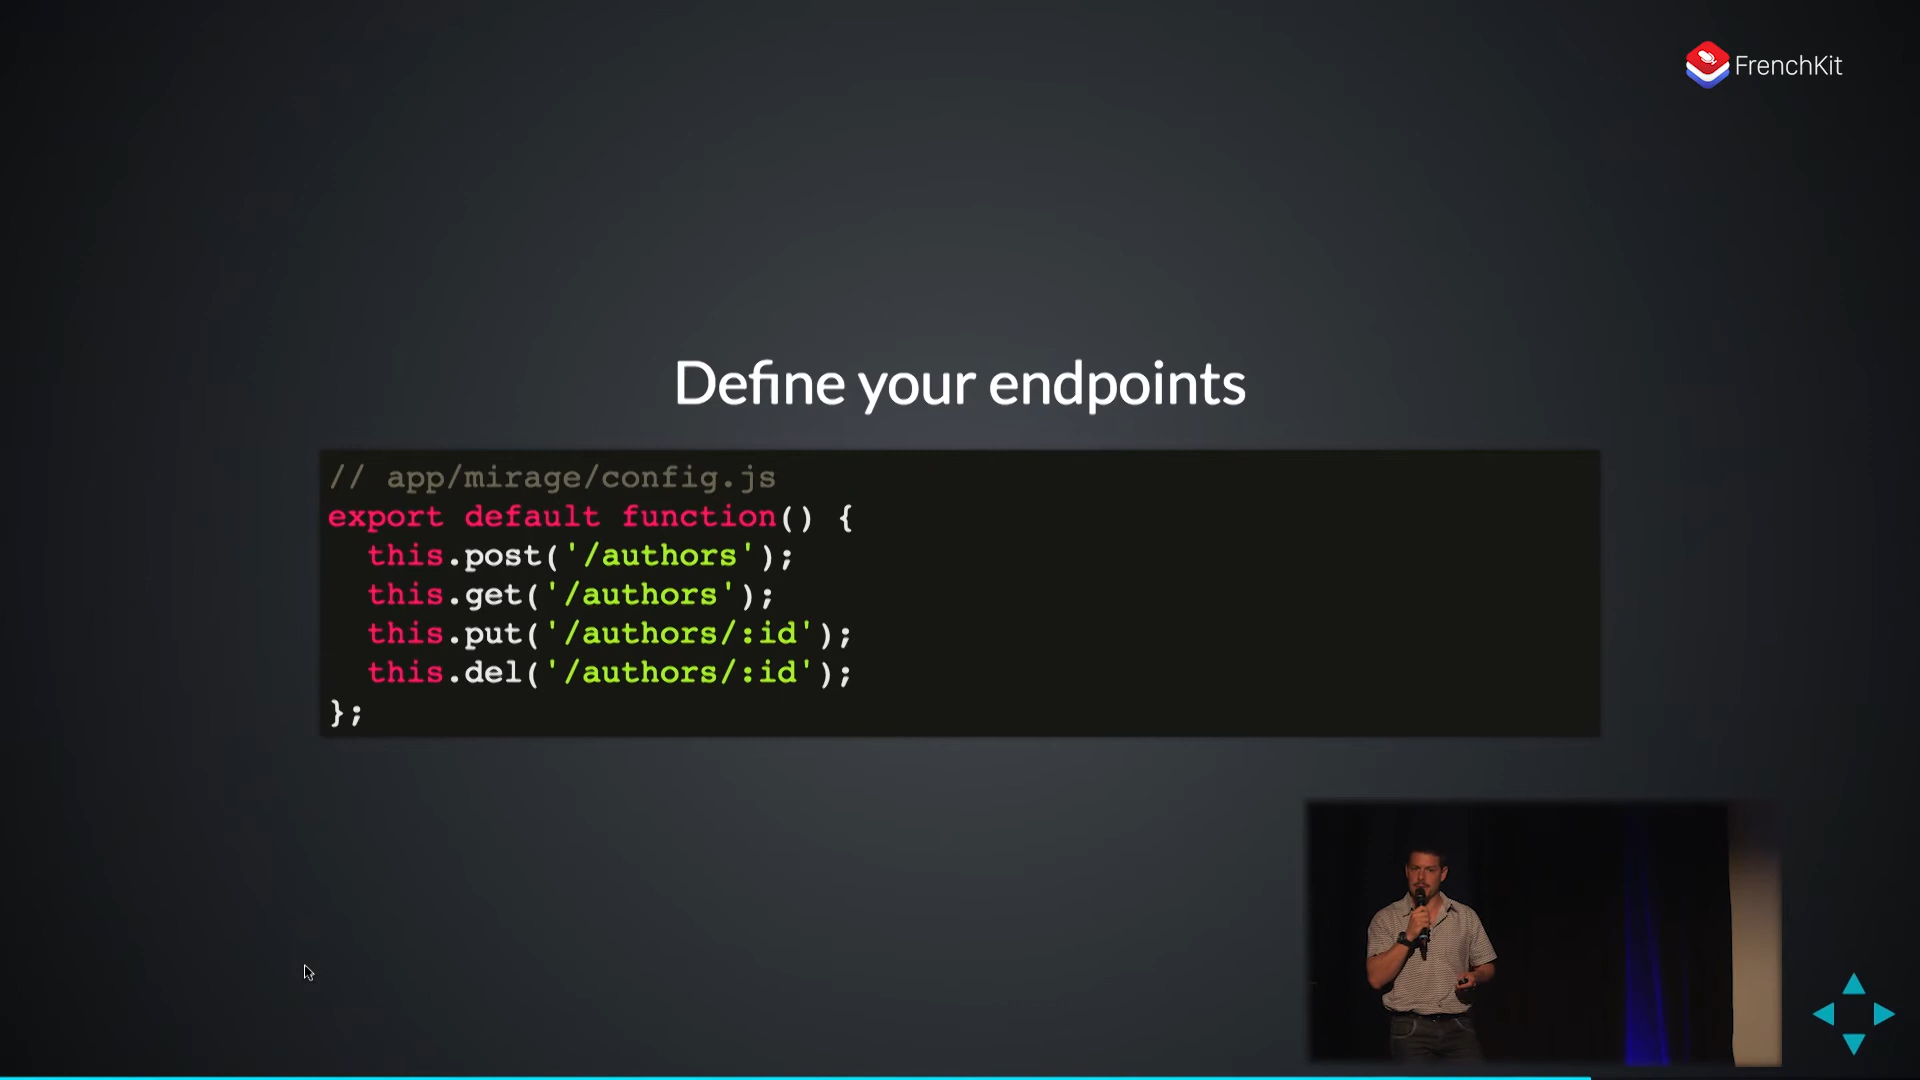 FrenchKit
Define your endpoints
// app/mirage/config.js
export default function() {
  this.post('/authors');
  this.get('/authors');
  this.put('/authors/:id');
  this.del('/authors/:id');
};